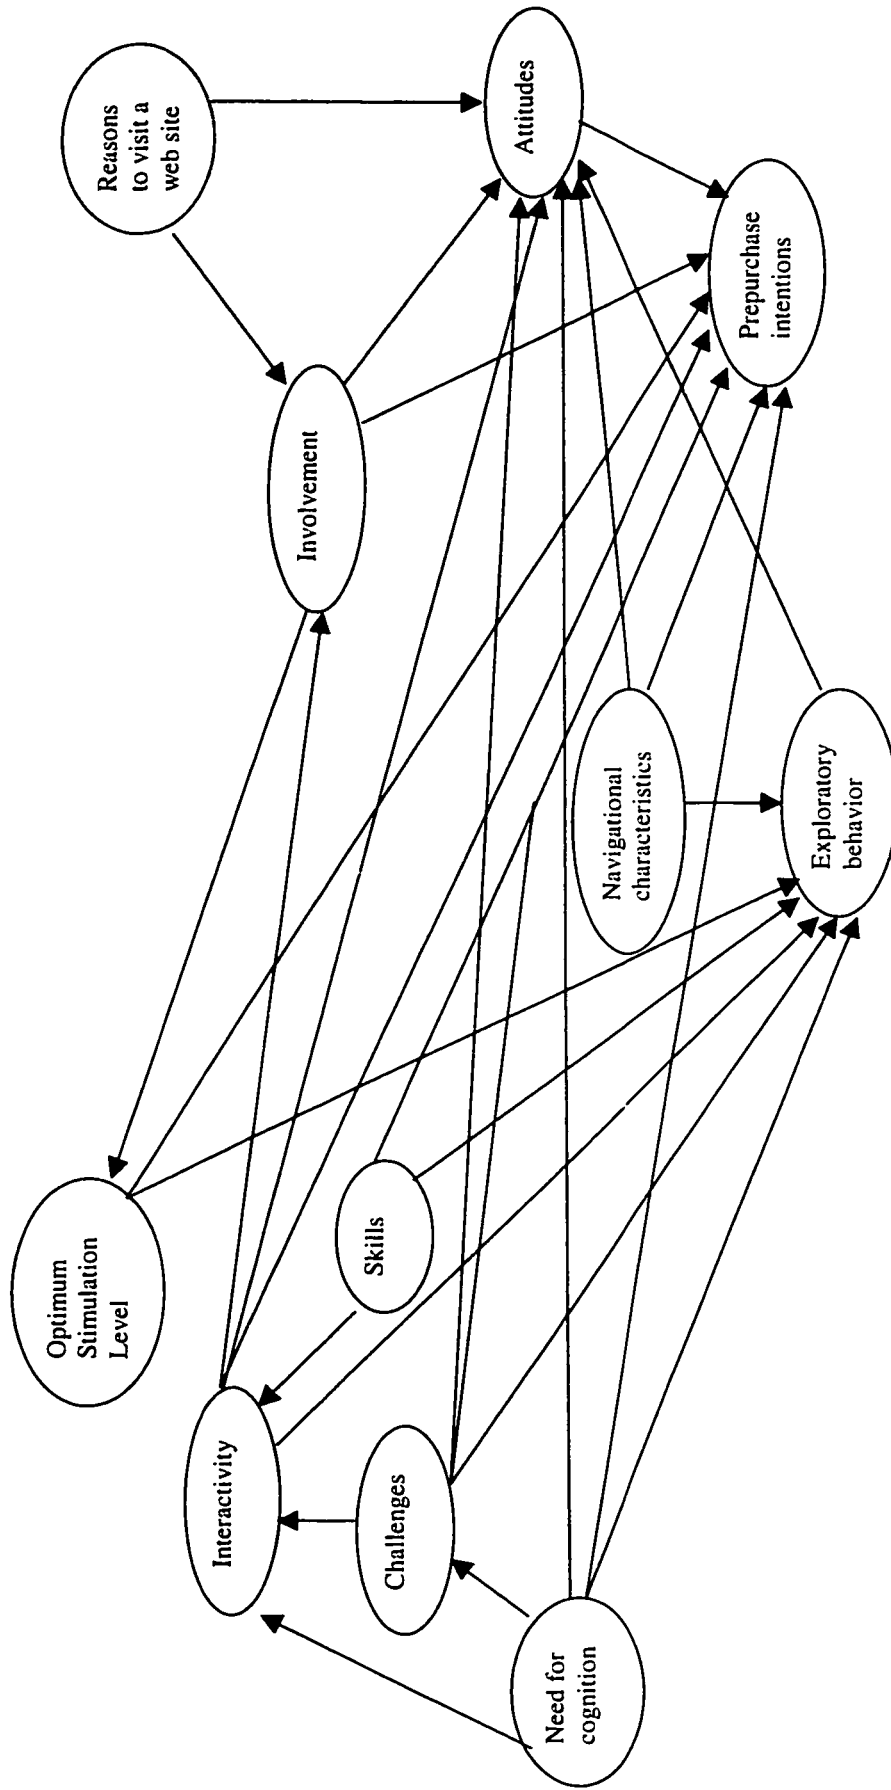 Optimum
Stimulation
Level
Reasons
to visit a
web site
Interactivity
Involvement
Challenges
Skills
Attitudes
Need for
cognition
Navigational
characteristics
Prepurchase
intentions
Exploratory
behavior